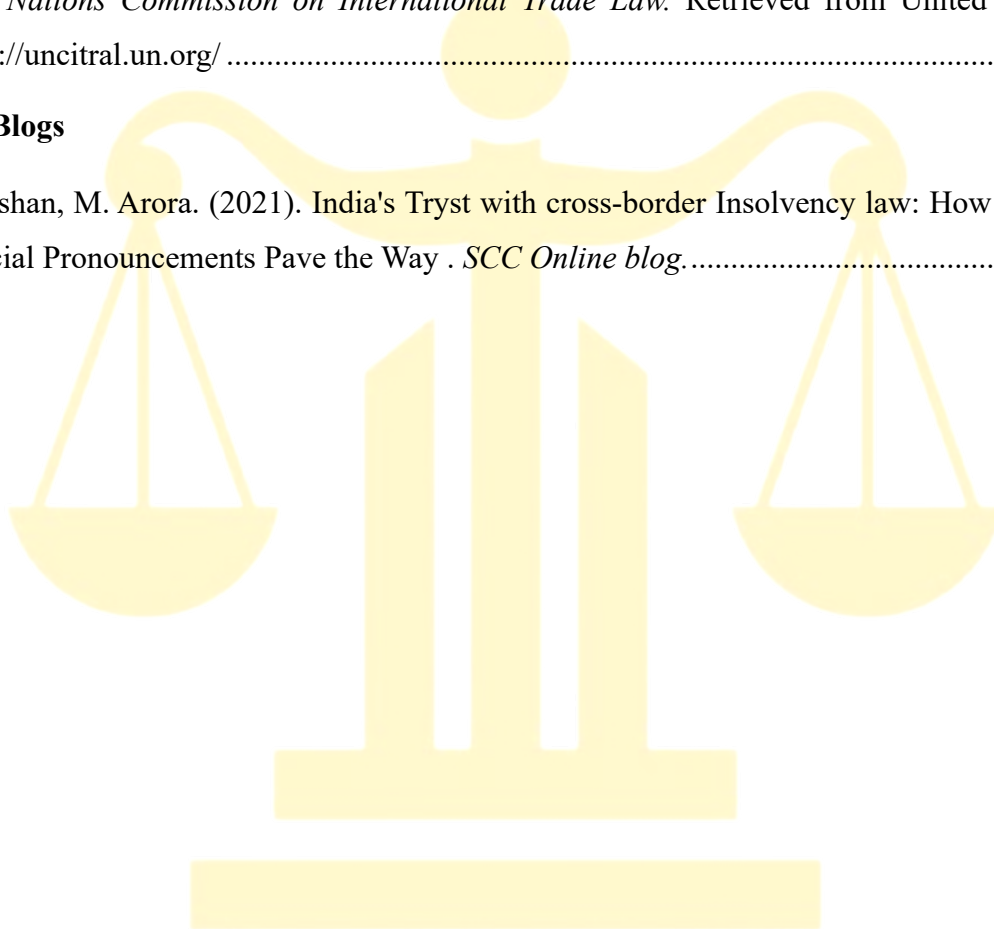 Nations Commission on International Trade Law. Retrieved from United
://uncitral.un.org/ ........................................................................................................
Blogs
shan, M. Arora. (2021). India's Tryst with cross-border Insolvency law: How
cial Pronouncements Pave the Way . SCC Online blog. ......................................